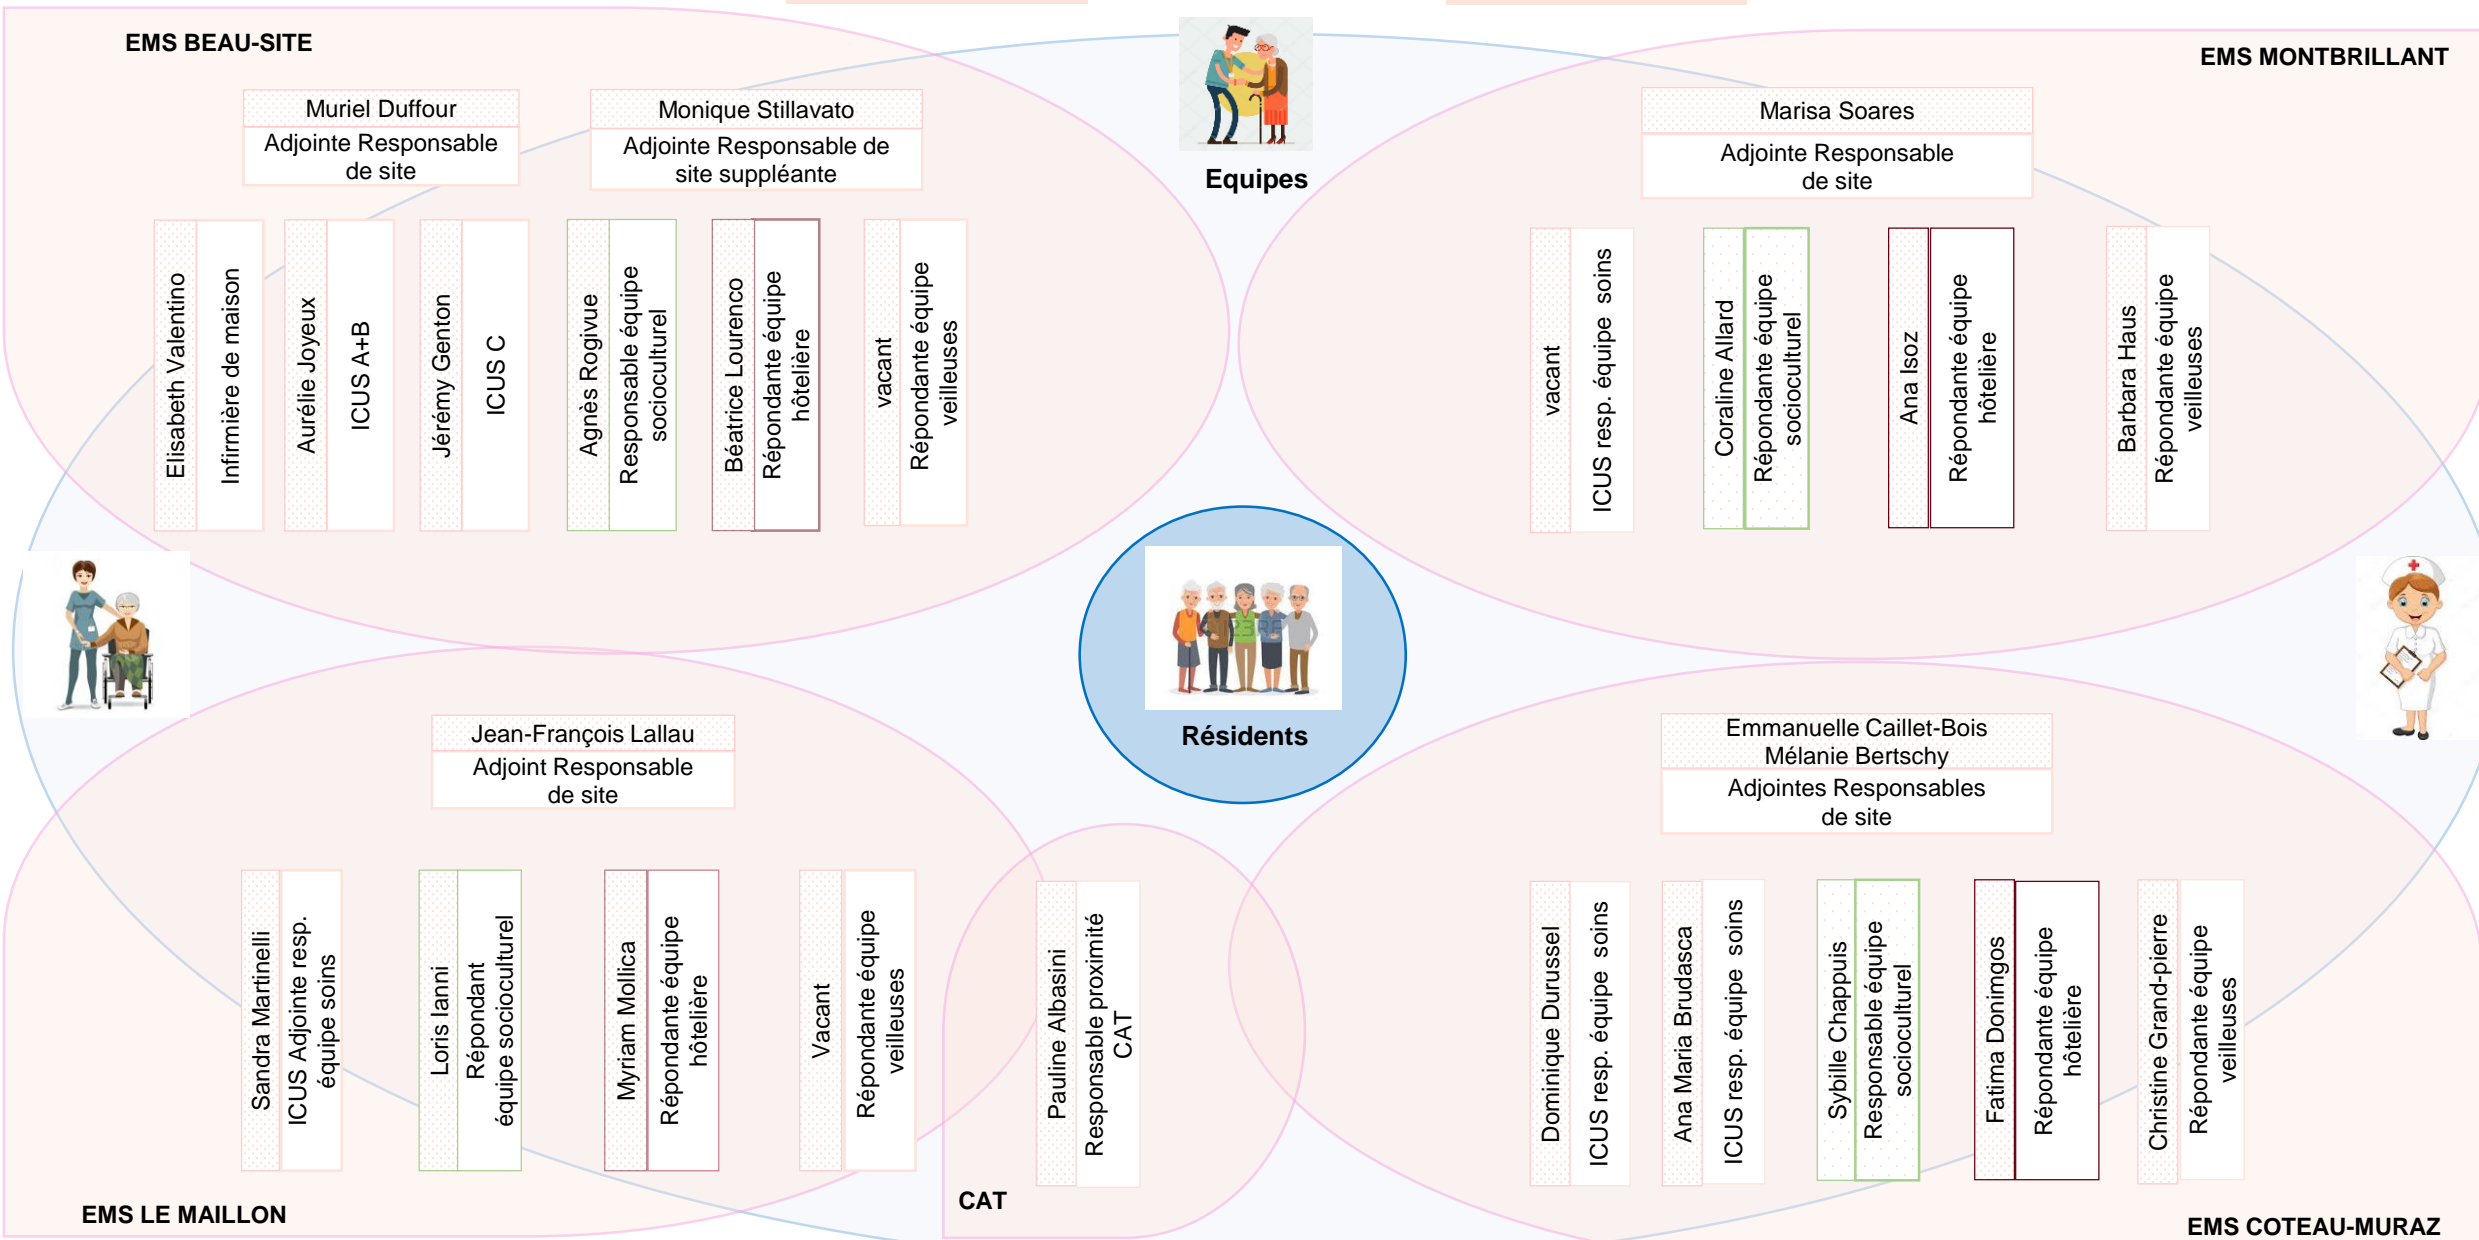 EMS BEAU-SITE
Muriel Duffour
Adjointe Responsable
de site
Monique Stillavato
Adjointe Responsable de
site suppléante
Elisabeth Valentino
Infirmière de maison
Aurélie Joyeux
ICUS A+B
Jérémy Genton
ICUS C
Agnès Rogivue
Responsable équipe
socioculturel
Béatrice Lourenco
Répondante équipe
hôtelière
vacant
Répondante équipe
veilleuses
Equipes
EMS MONTBRILLANT
Marisa Soares
Adjointe Responsable
de site
vacant
ICUS resp. équipe soins
Coraline Allard
Répondante équipe
socioculturel
Ana Isoz
Répondante équipe
hôtelière
Barbara Haus
Répondante équipe
veilleuses
123RF
Résidents
Jean-François Lallau
Adjoint Responsable
de site
Sandra Martinelli
ICUS Adjointe resp.
équipe soins
Loris Ianni
Répondant
équipe socioculturel
Myriam Mollica
Répondante équipe
hôtelière
Vacant
Répondante équipe
veilleuses
EMS LE MAILLON
Pauline Albasini
Responsable proximité
CAT
CAT
Emmanuelle Caillet-Bois
Mélanie Bertschy
Adjointes Responsables
de site
Dominique Durussel
ICUS resp. équipe soins
Ana Maria Brudasca
ICUS resp. équipe soins
Sybille Chappuis
Responsable équipe
socioculturel
Fatima Donimgos
Répondante équipe
hôtelière
Christine Grand-pierre
Répondante équipe
veilleuses
EMS COTEAU-MURAZ